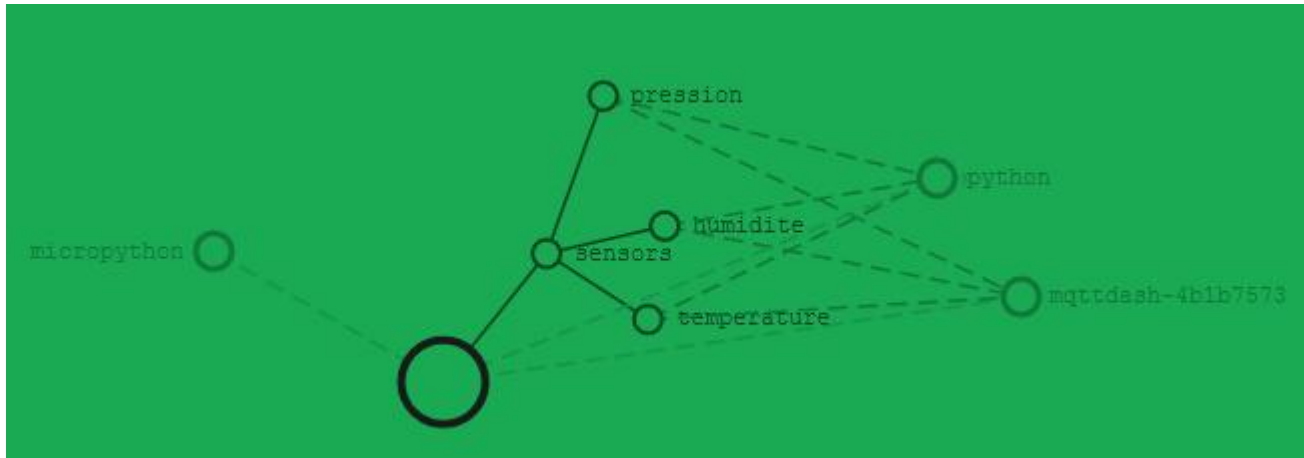 pression
python
humidite
micropython
sensors
mqttdash-4b1b7573
temperature